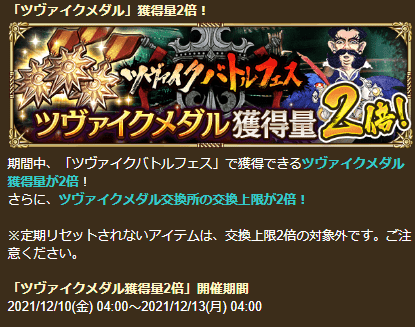 「ツヴァイクメダル」獲得量2倍！
ツヴァイクバトルフェス
ツヴァイクメダル獲得量2倍！
期間中、「ツヴァイクバトルフェス」で獲得できるツヴァイクメダル
獲得量が2倍！
さらに、ツヴァイクメダル交換所の交換上限が2倍！
※定期リセットされないアイテムは、交換上限2倍の対象外です。ご注
意ください。
「ツヴァイクメダル獲得量2倍」開催期間
2021/12/10(金) 04:00～2021/12/13(月) 04:00